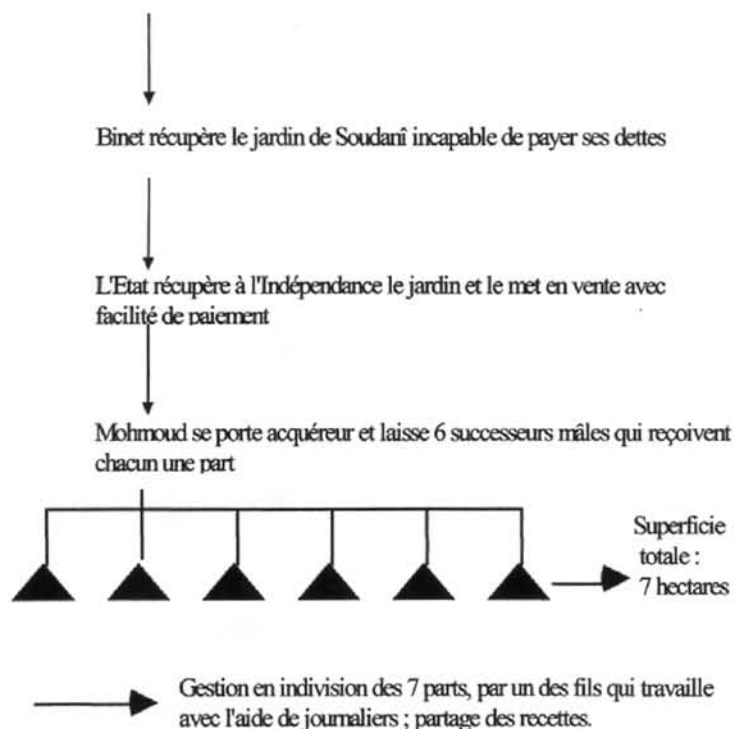 Binet récupère le jardin de Soudanî incapable de payer ses dettes
L'Etat récupère à l'Indépendance le jardin et le met en vente avec
facilité de paiement
Mohmoud se porte acquéreur et laisse 6 successeurs mâles qui reçoivent
chacun une part
Superficie
totale :
7 hectares
Gestion en indivision des 7 parts, par un des fils qui travaille
avec l'aide de journaliers ; partage des recettes.